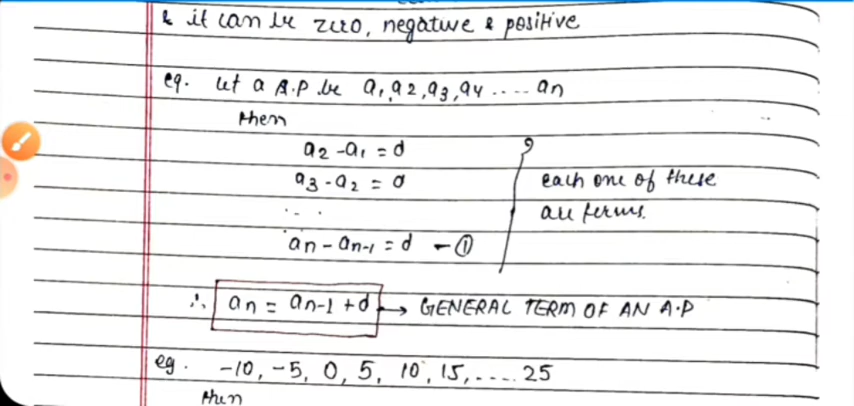 & it can be zero, negative & positive
eg. let a A.P be a₁, a2, a3, a4 ..... an
then
a2 - a1 = d
a3 - a2 = d
. . .
an - an-1 = d - ①
each one of these
are terms.
∴ an = an-1 + d → GENERAL TERM OF AN A.P
eg. -10, -5, 0, 5, 10, 15, ..... 25
then